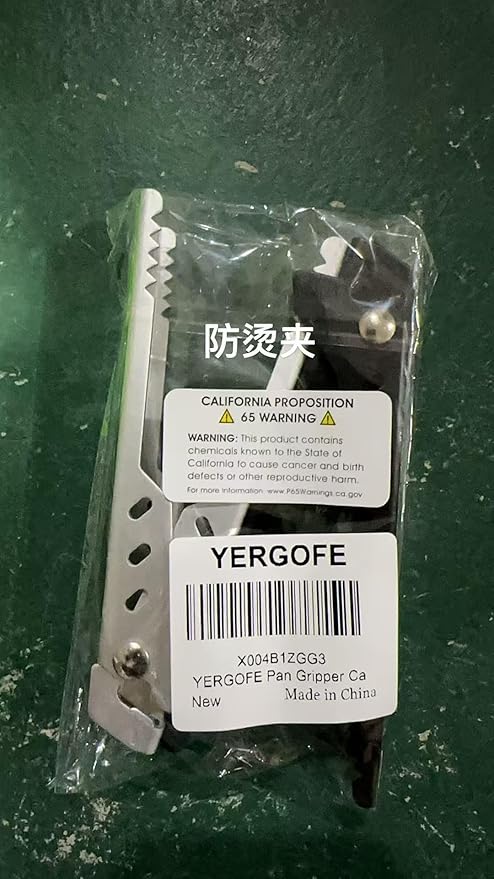 防烫夹
CALIFORNIA PROPOSITION
65 WARNING
WARNING: This product contains
chemicals known to the State of
California to cause cancer and birth
defects or other reproductive harm.
For more information: www.P65Warnings.ca.gov
YERGOFE
X004B1ZGG3
YERGOFE Pan Gripper Ca
New
Made in China